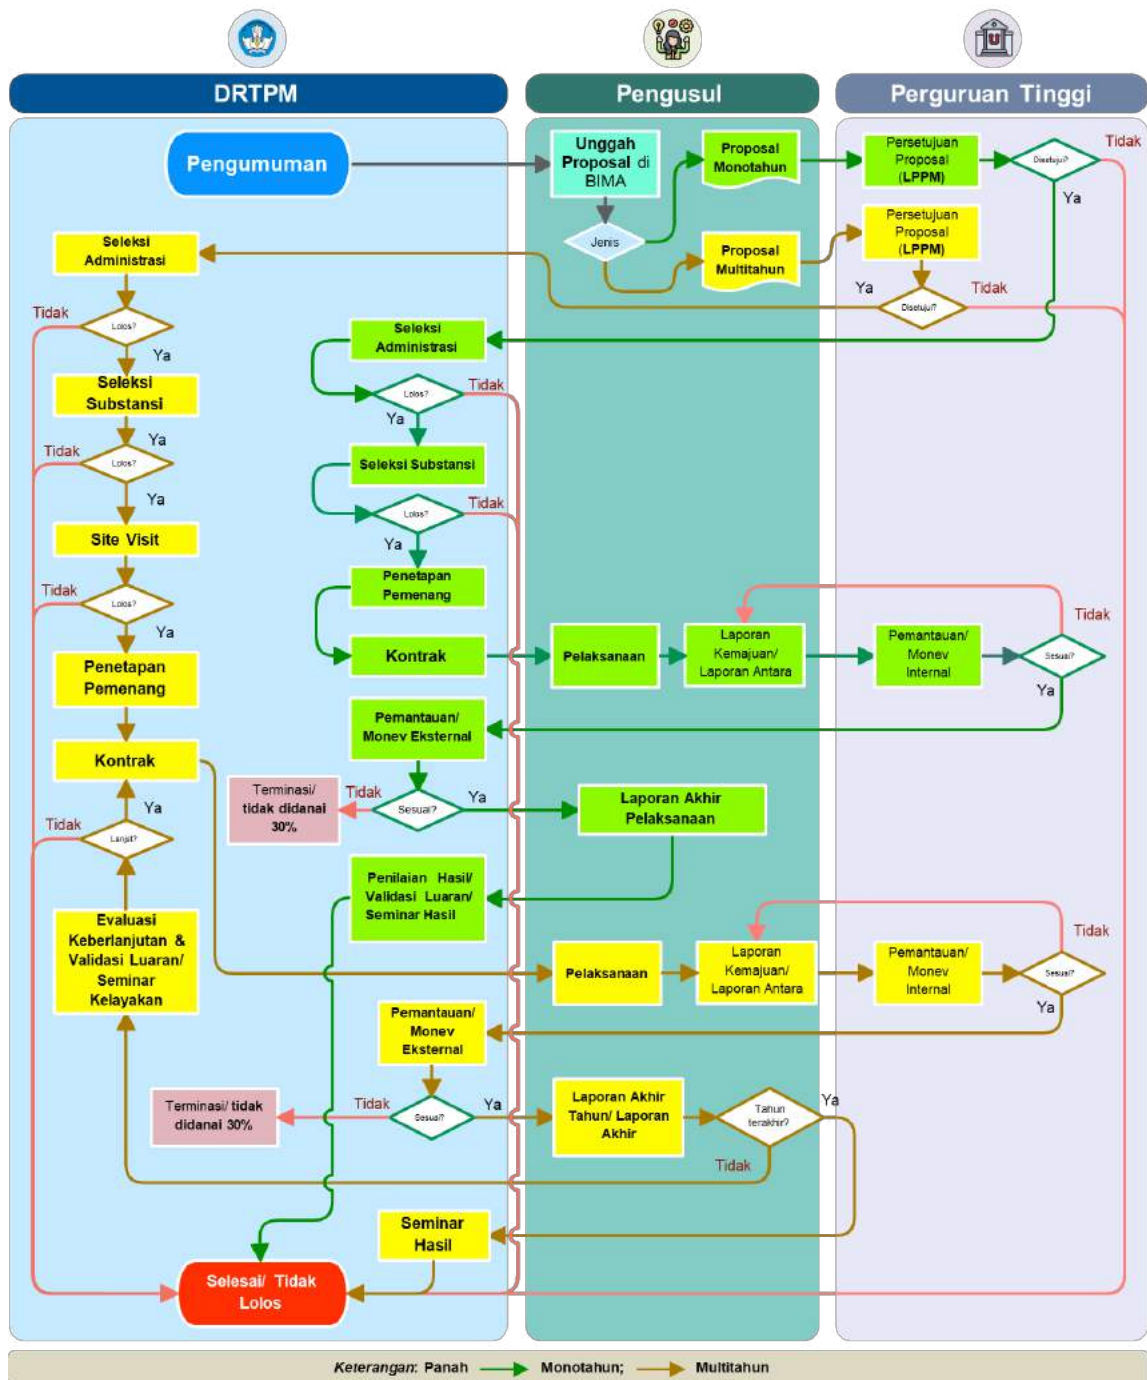 DRTPM
Pengusul
Perguruan Tinggi
Pengumuman
Unggah
Proposal di
BIMA
Proposal
Monotahun
Persetujuan
Proposal
(LPPM)
Disetujui?
Tidak
Ya
Jenis
Proposal
Multitahun
Persetujuan
Proposal
(LPPM)
Ya
Disetujui?
Tidak
Seleksi
Administrasi
Tidak
Lolos?
Ya
Seleksi
Administrasi
Lolos?
Tidak
Ya
Seleksi
Substansi
Ya
Tidak
Lolos?
Ya
Seleksi Substansi
Tidak
Lolos?
Ya
Site Visit
Tidak
Lolos?
Ya
Penetapan
Pemenang
Penetapan
Pemenang
Kontrak
Pelaksanaan
Laporan
Kemajuan/
Laporan Antara
Pemantauan/
Monev
Internal
Tidak
Sesuai?
Ya
Kontrak
Ya
Tidak
Lanjut?
Pemantauan/
Monev Eksternal
Terminasi/
tidak didanai
30%
Tidak
Sesuai?
Ya
Laporan Akhir
Pelaksanaan
Penilaian Hasil/
Validasi Luaran/
Seminar Hasil
Evaluasi
Keberlanjutan &
Validasi Luaran/
Seminar
Kelayakan
Pelaksanaan
Laporan
Kemajuan/
Laporan Antara
Pemantauan/
Monev
Internal
Tidak
Sesuai?
Ya
Pemantauan/
Monev
Eksternal
Terminasi/ tidak
didanai 30%
Tidak
Sesuai?
Ya
Laporan Akhir
Tahun/ Laporan
Akhir
Tahun
terakhir?
Ya
Tidak
Seminar
Hasil
Selesai/ Tidak
Lolos
Keterangan: Panah Monotahun; Multitahun